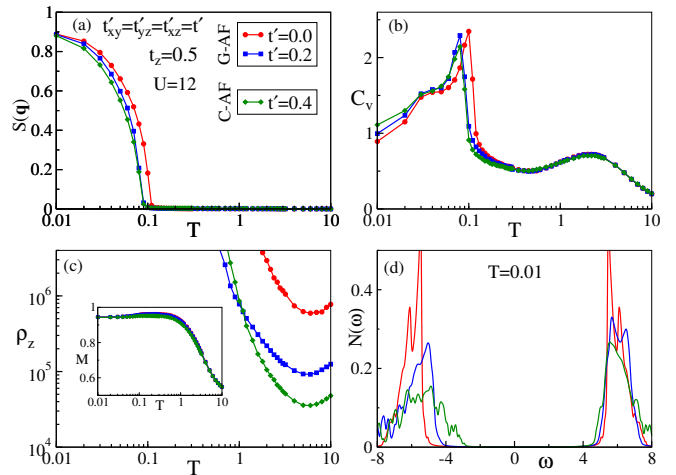 (a)
t'xy=t'yz=t'xz=t'
tz=0.5
U=12
G-AF
t'=0.0
t'=0.2
C-AF
t'=0.4
S(q)
0.8
0.6
0.4
0.2
0
0.01
0.1
1
10
T
(b)
Cv
2
1
0
0.01
0.1
1
10
T
(c)
ρz
10^6
10^5
10^4
0.01
0.1
1
10
T
M
1
0.8
0.6
0.01
0.1
1
10
T
(d)
T=0.01
N(ω)
0.4
0.2
0
-8
-4
0
4
8
ω